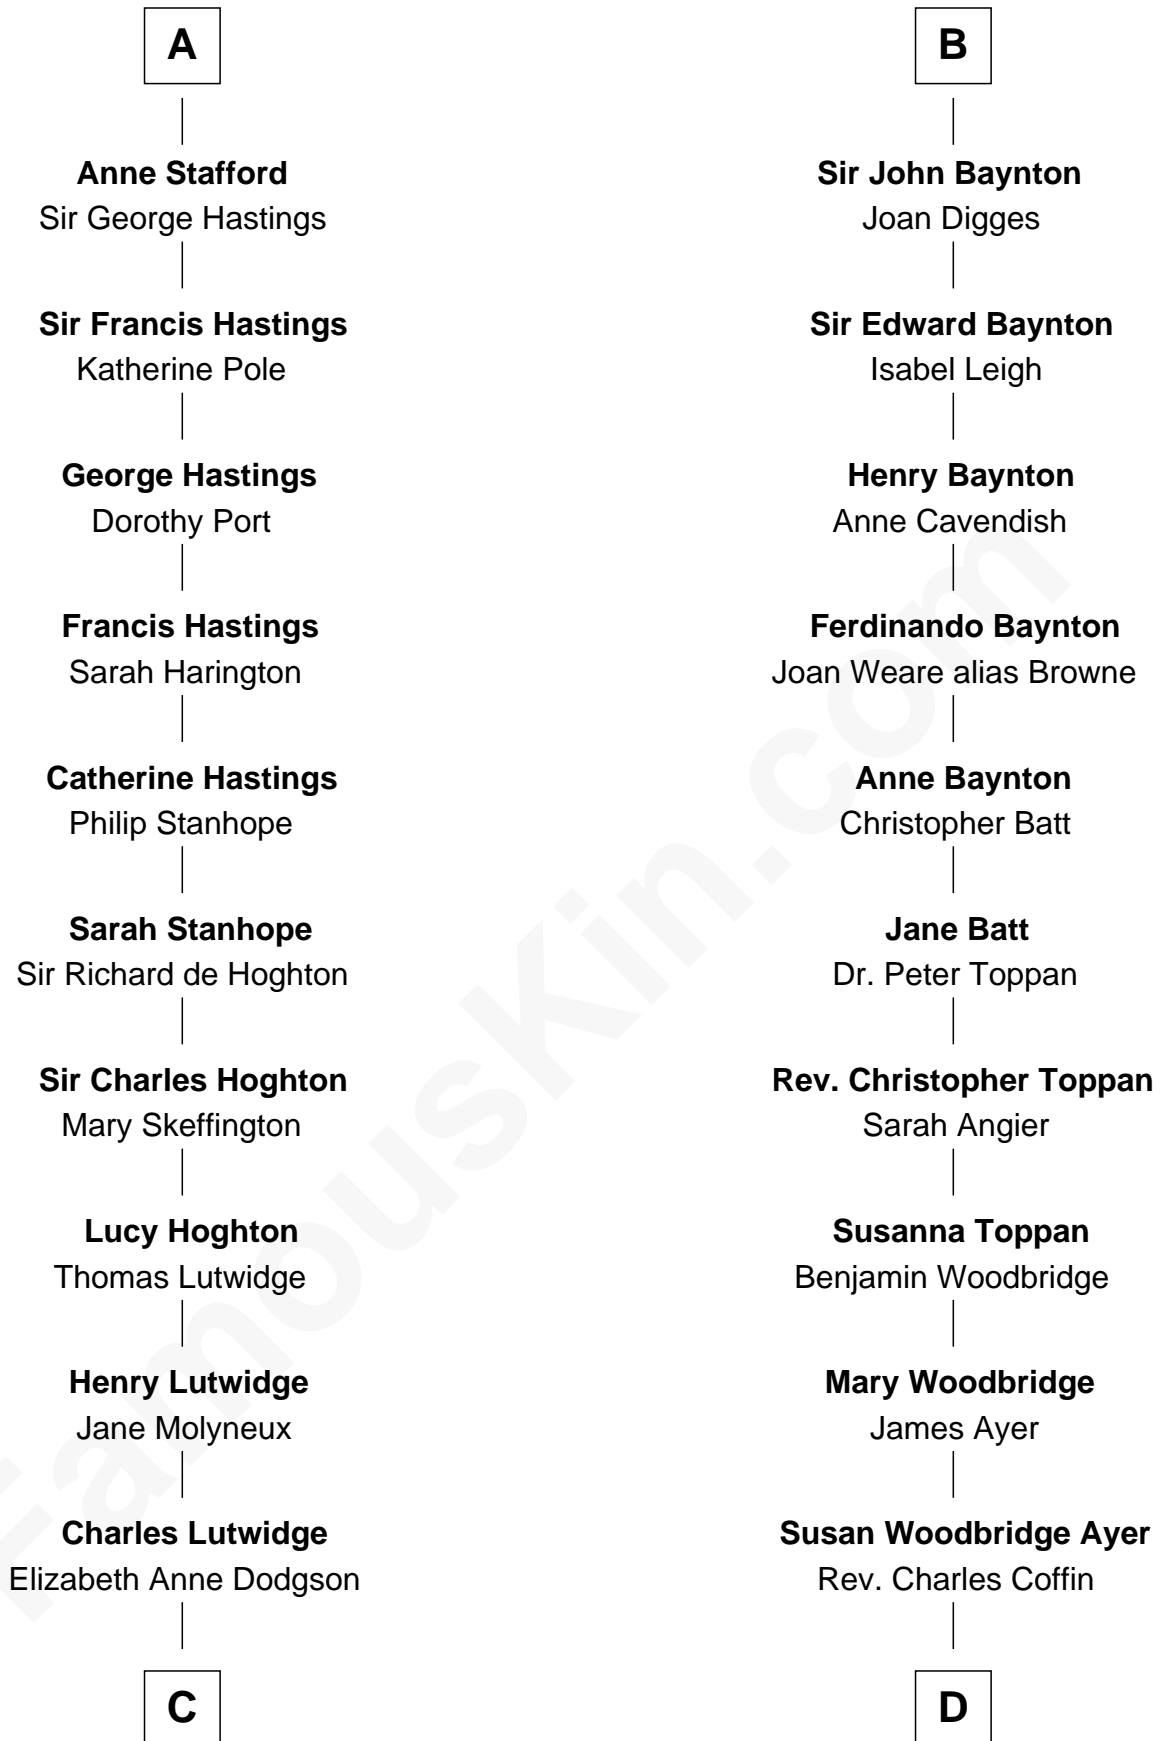 A
Anne Stafford
Sir George Hastings
Sir Francis Hastings
Katherine Pole
George Hastings
Dorothy Port
Francis Hastings
Sarah Harington
Catherine Hastings
Philip Stanhope
Sarah Stanhope
Sir Richard de Hoghton
Sir Charles Hoghton
Mary Skeffington
Lucy Hoghton
Thomas Lutwidge
Henry Lutwidge
Jane Molyneux
Charles Lutwidge
Elizabeth Anne Dodgson
C
B
Sir John Baynton
Joan Digges
Sir Edward Baynton
Isabel Leigh
Henry Baynton
Anne Cavendish
Ferdinando Baynton
Joan Weare alias Browne
Anne Baynton
Christopher Batt
Jane Batt
Dr. Peter Toppan
Rev. Christopher Toppan
Sarah Angier
Susanna Toppan
Benjamin Woodbridge
Mary Woodbridge
James Ayer
Susan Woodbridge Ayer
Rev. Charles Coffin
D
FamousKin.com